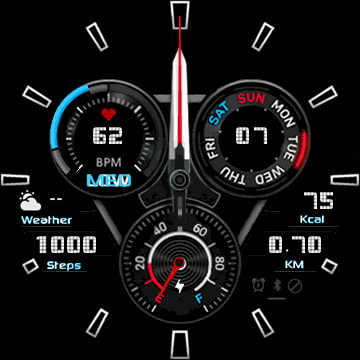 62
BPM
SAT SUN MON TUE WED THU FRI
07
--
Weather
75
Kcal
1000
Steps
0.70
KM
20 40 60 80
E F